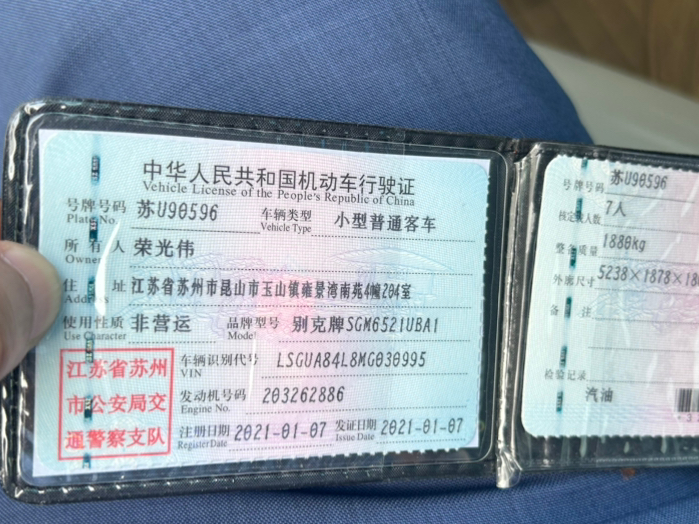 中华人民共和国机动车行驶证
Vehicle License of the People's Republic of China
号牌号码 苏U90596 车辆类型 小型普通客车
Plate No. Vehicle Type
所有人 荣光伟
Owner
住址 江苏省苏州市昆山市玉山镇雍景湾南苑4幢204室
Address
使用性质 非营运 品牌型号 别克牌SGM6521UBA1
Use Character Model
江苏省苏州
市公安局交
通警察支队
车辆识别代号 LSGUA84L8MG030995
VIN
发动机号码 203262886
Engine No.
注册日期 2021-01-07 发证日期 2021-01-07
Register Date Issue Date
号牌号码 苏U90596
核定载人数 7人
整备质量 1880kg
外廓尺寸 5238×1878×18
备注
检验记录
汽油